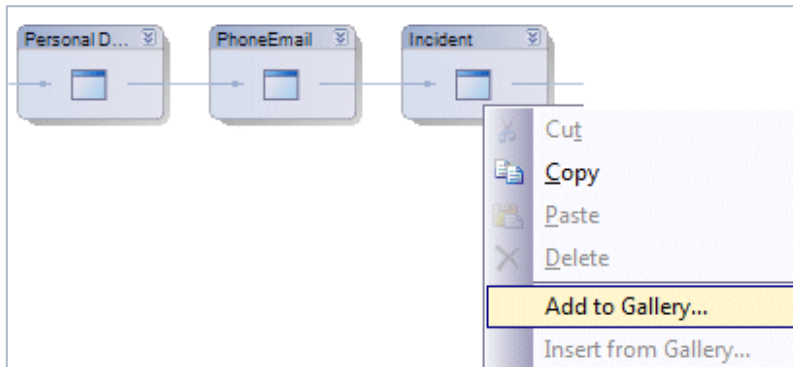 Personal D...
PhoneEmail
Incident
Cut
Copy
Paste
Delete
Add to Gallery...
Insert from Gallery...